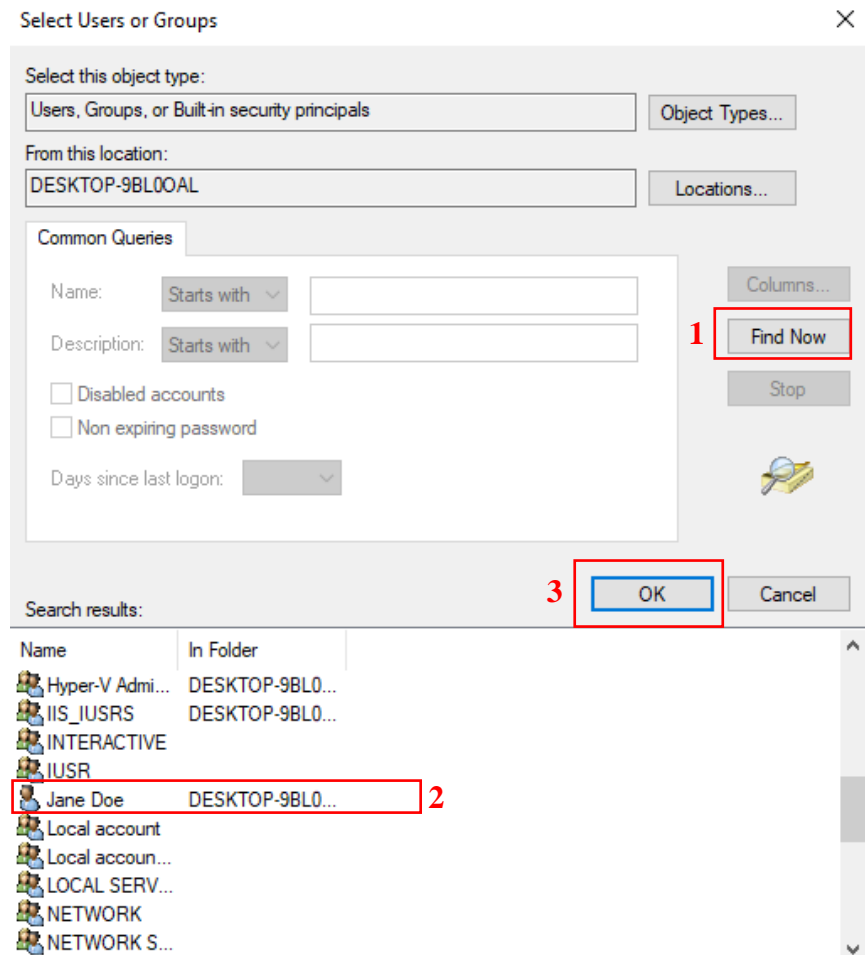 Select Users or Groups
Select this object type:
Users, Groups, or Built-in security principals
Object Types...
From this location:
DESKTOP-9BL0OAL
Locations...
Common Queries
Name: Starts with
Columns...
1 Find Now
Description: Starts with
Stop
Disabled accounts
Non expiring password
Days since last logon:
3 OK Cancel
Search results:
Name In Folder
Hyper-V Admi... DESKTOP-9BL0...
IIS_IUSRS DESKTOP-9BL0...
INTERACTIVE
IUSR
Jane Doe DESKTOP-9BL0... 2
Local account
Local accoun...
LOCAL SERV...
NETWORK
NETWORK S...